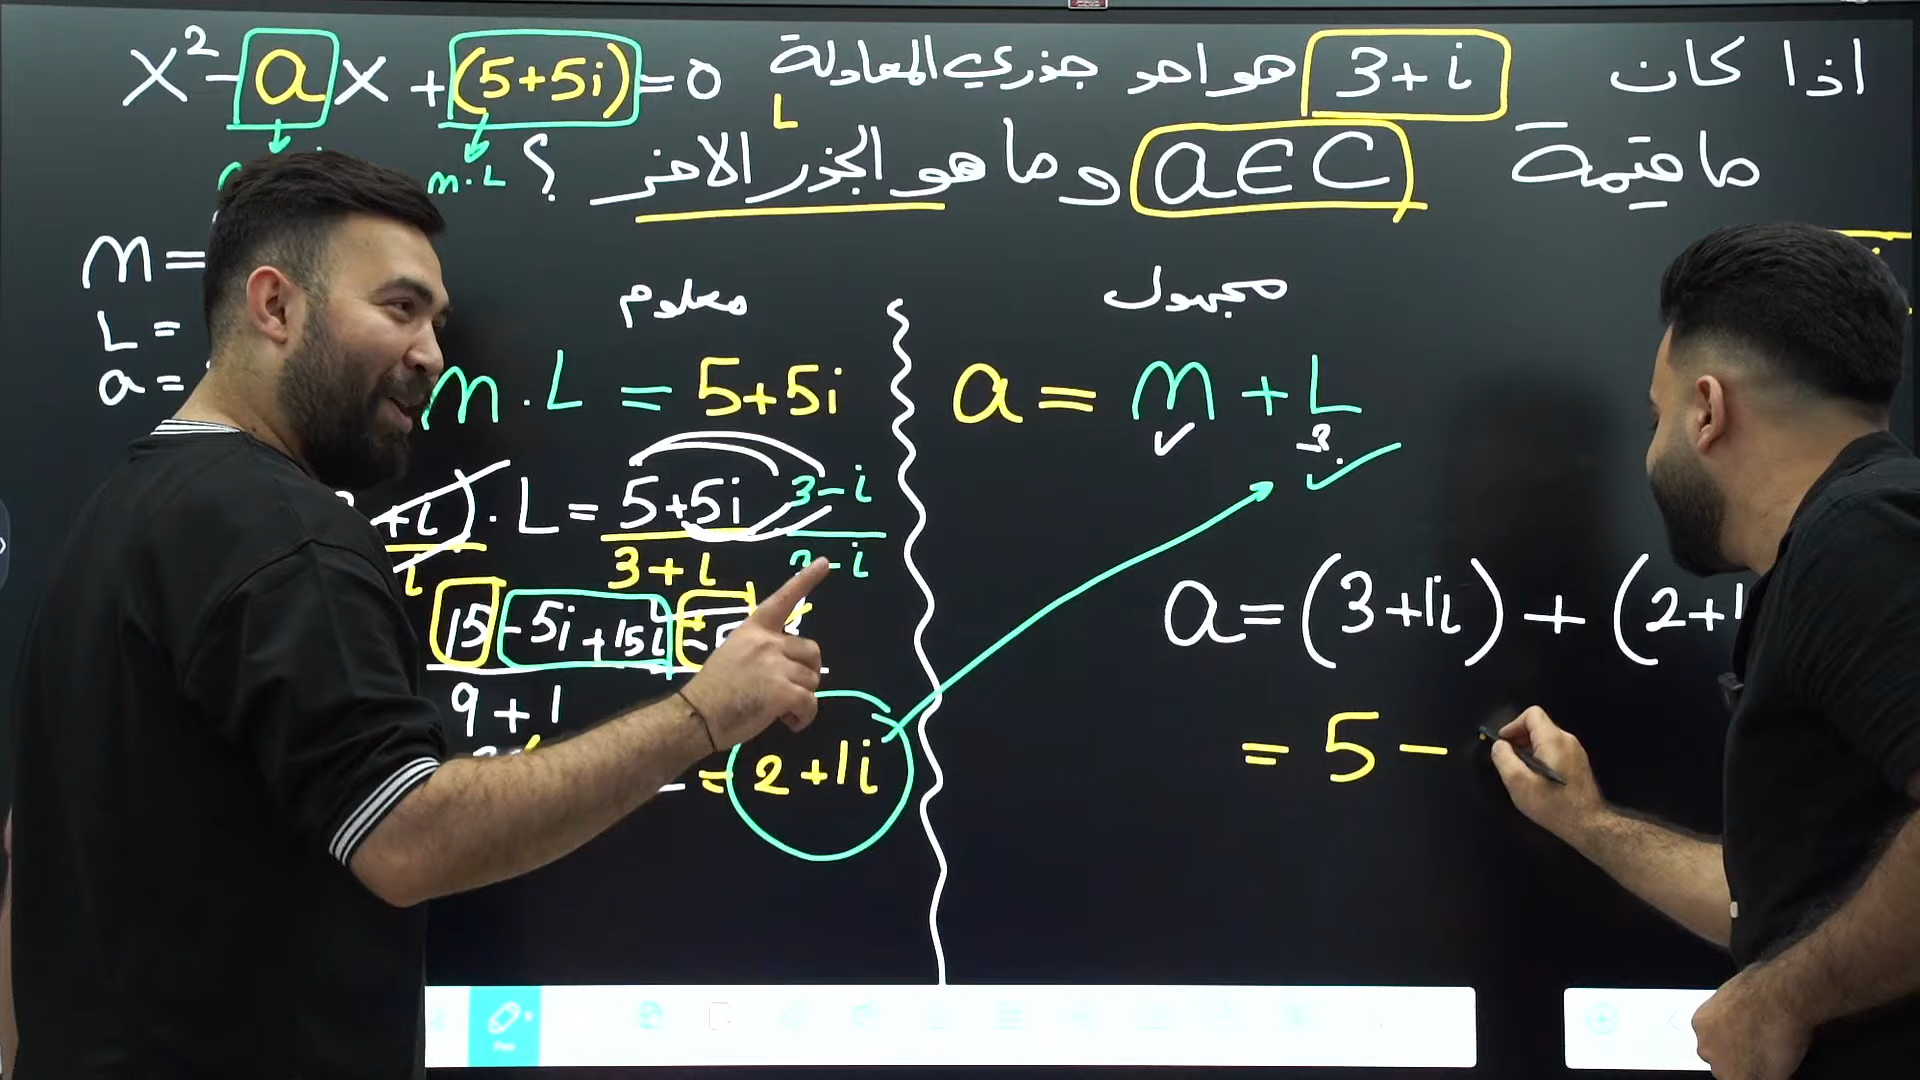 اذا كان 3+i هو احد جذري المعادلة x²-ax+(5+5i)=0
ما قيمة a∈C وما هو الجذر الاخر ؟
L
m.L
m=
L=
a=
معلوم
m.L=5+5i
+i).L=5+5i 3-i
i 3+i -i
15-5i+15i
9+1
=2+1i
مجهول
a=m+L
?
a=(3+1i)+(2+1
=5-
Pen